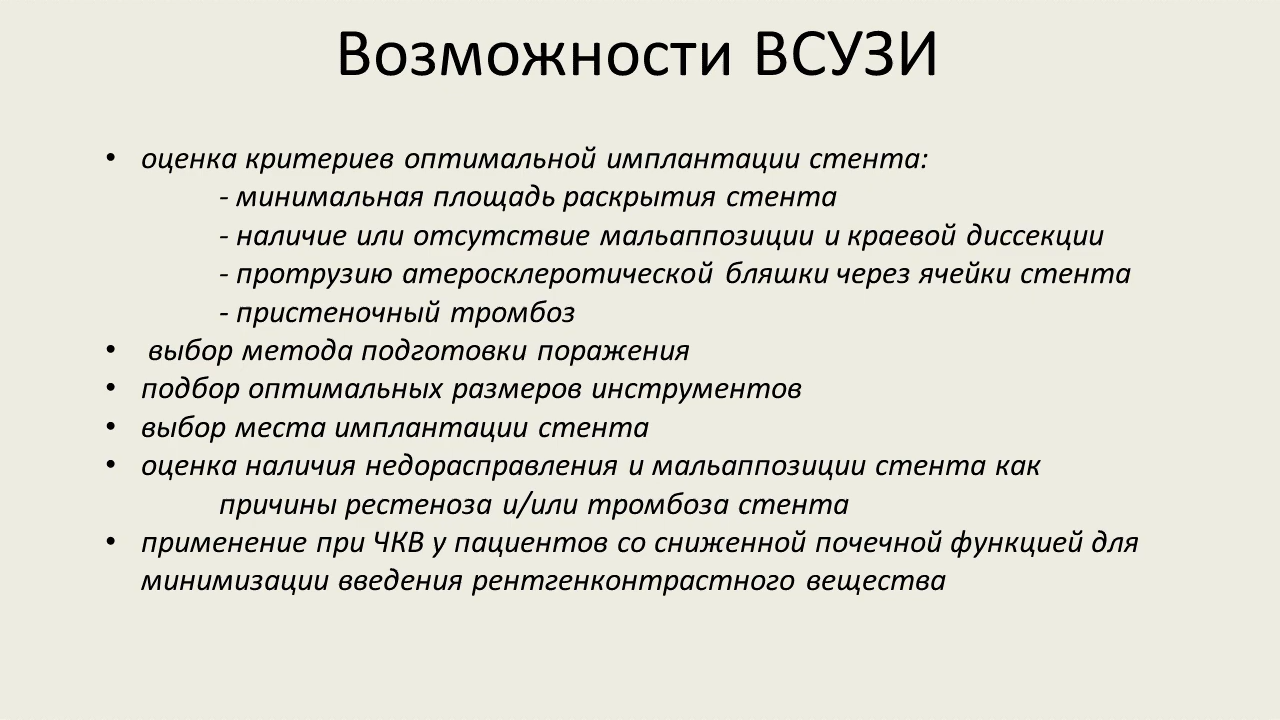 Возможности ВСУЗИ
• оценка критериев оптимальной имплантации стента:
- минимальная площадь раскрытия стента
- наличие или отсутствие мальаппозиции и краевой диссекции
- протрузию атеросклеротической бляшки через ячейки стента
- пристеночный тромбоз
• выбор метода подготовки поражения
• подбор оптимальных размеров инструментов
• выбор места имплантации стента
• оценка наличия недорасправления и мальаппозиции стента как
причины рестеноза и/или тромбоза стента
• применение при ЧКВ у пациентов со сниженной почечной функцией для
минимизации введения рентгенконтрастного вещества